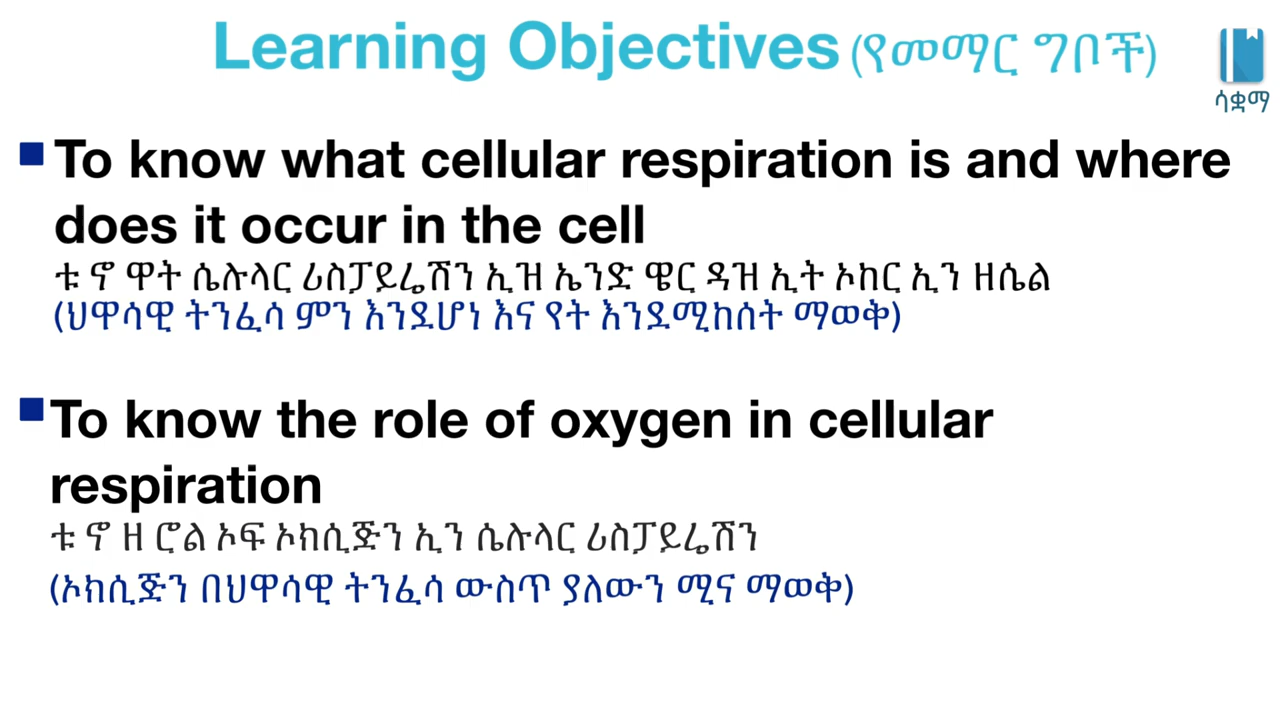 Learning Objectives (የመማር ግቦች)
ሳቋማ
To know what cellular respiration is and where
does it occur in the cell
ቱ ኖ ዋት ሴሉላር ሪስፓይሬሽን ኢዝ ኤንድ ዌር ዳዝ ኢት ኦከር ኢን ዘሴል
(ህዋሳዊ ትንፈሳ ምን እንደሆነ እና የት እንደሚከሰት ማወቅ)
To know the role of oxygen in cellular
respiration
ቱ ኖ ዘ ሮል ኦፍ ኦክሲጅን ኢን ሴሉላር ሪስፓይሬሽን
(ኦክሲጅን በህዋሳዊ ትንፈሳ ውስጥ ያለውን ሚና ማወቅ)